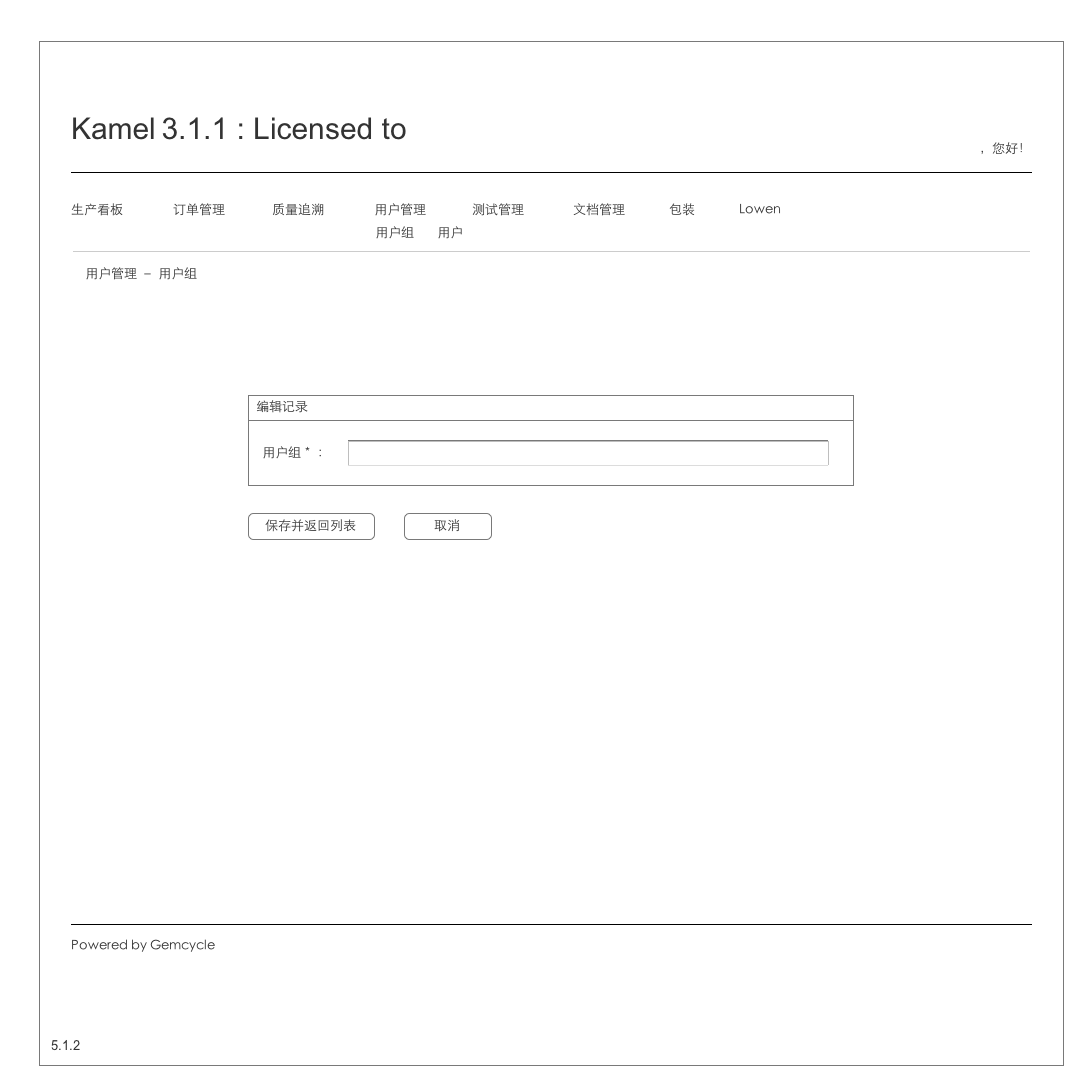 Kamel 3.1.1 : Licensed to
，您好!
生产看板 订单管理 质量追溯 用户管理 测试管理 文档管理 包装 Lowen
用户组 用户
用户管理 – 用户组
编辑记录
用户组 * ：
保存并返回列表 取消
Powered by Gemcycle
5.1.2